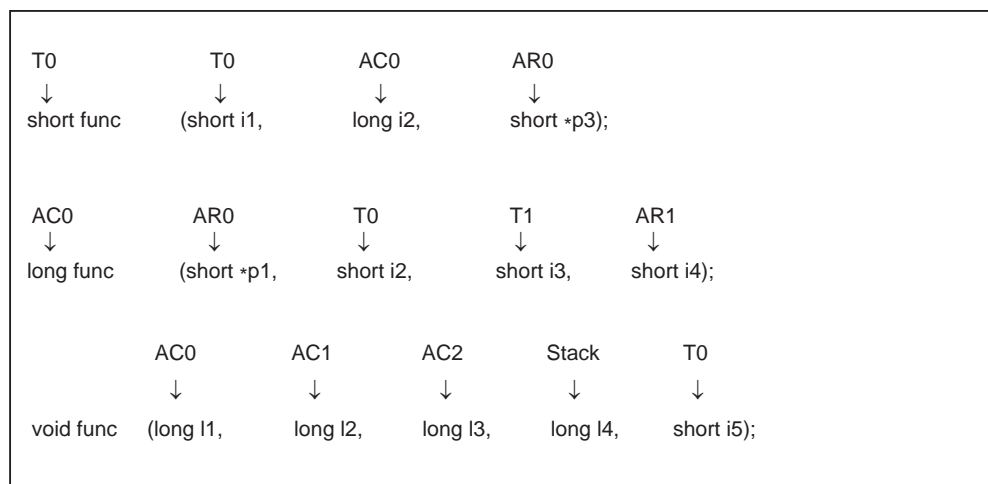 T0 T0 AC0 AR0
↓ ↓ ↓ ↓
short func (short i1, long i2, short *p3);
AC0 AR0 T0 T1 AR1
↓ ↓ ↓ ↓ ↓
long func (short *p1, short i2, short i3, short i4);
AC0 AC1 AC2 Stack T0
↓ ↓ ↓ ↓ ↓
void func (long l1, long l2, long l3, long l4, short i5);